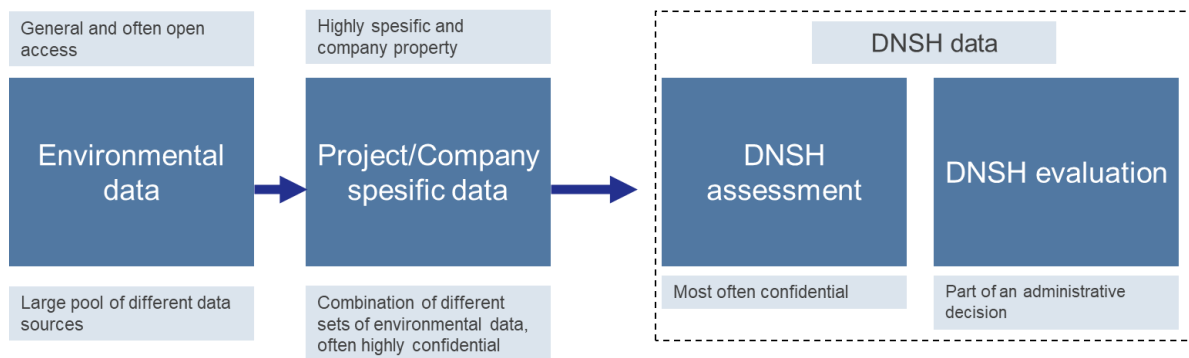 General and often open
access
Environmental
data
Large pool of different data
sources
Highly spesific and
company property
Project/Company
spesific data
Combination of different
sets of environmental data,
often highly confidential
DNSH data
DNSH
assessment
Most often confidential
DNSH evaluation
Part of an administrative
decision